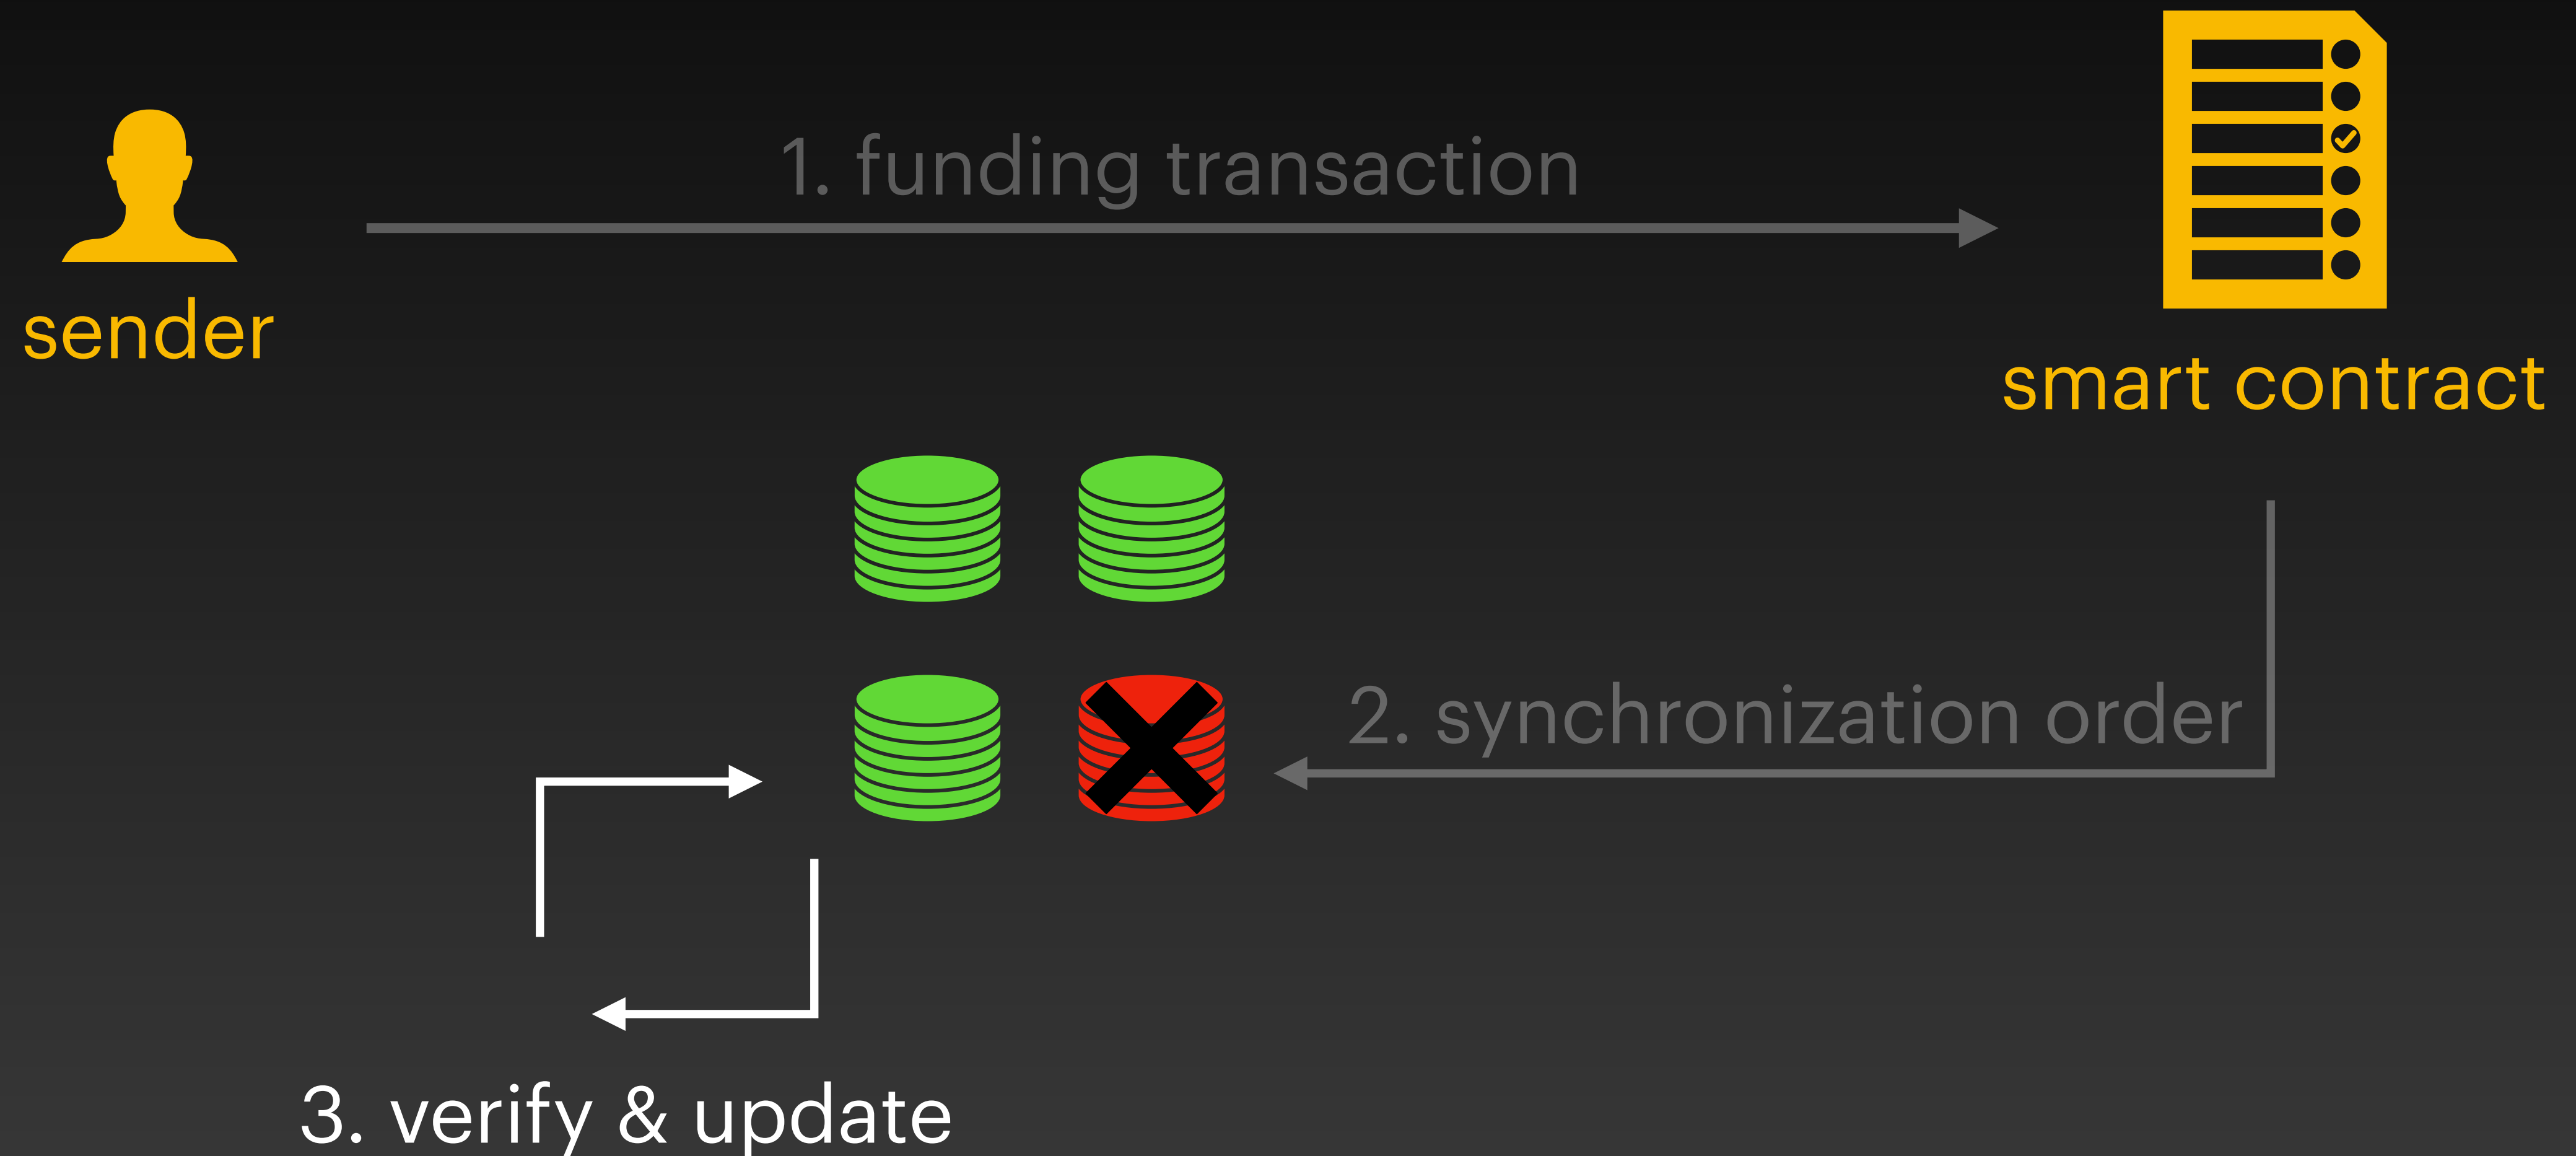 1. funding transaction
sender
smart contract
2. synchronization order
3. verify & update